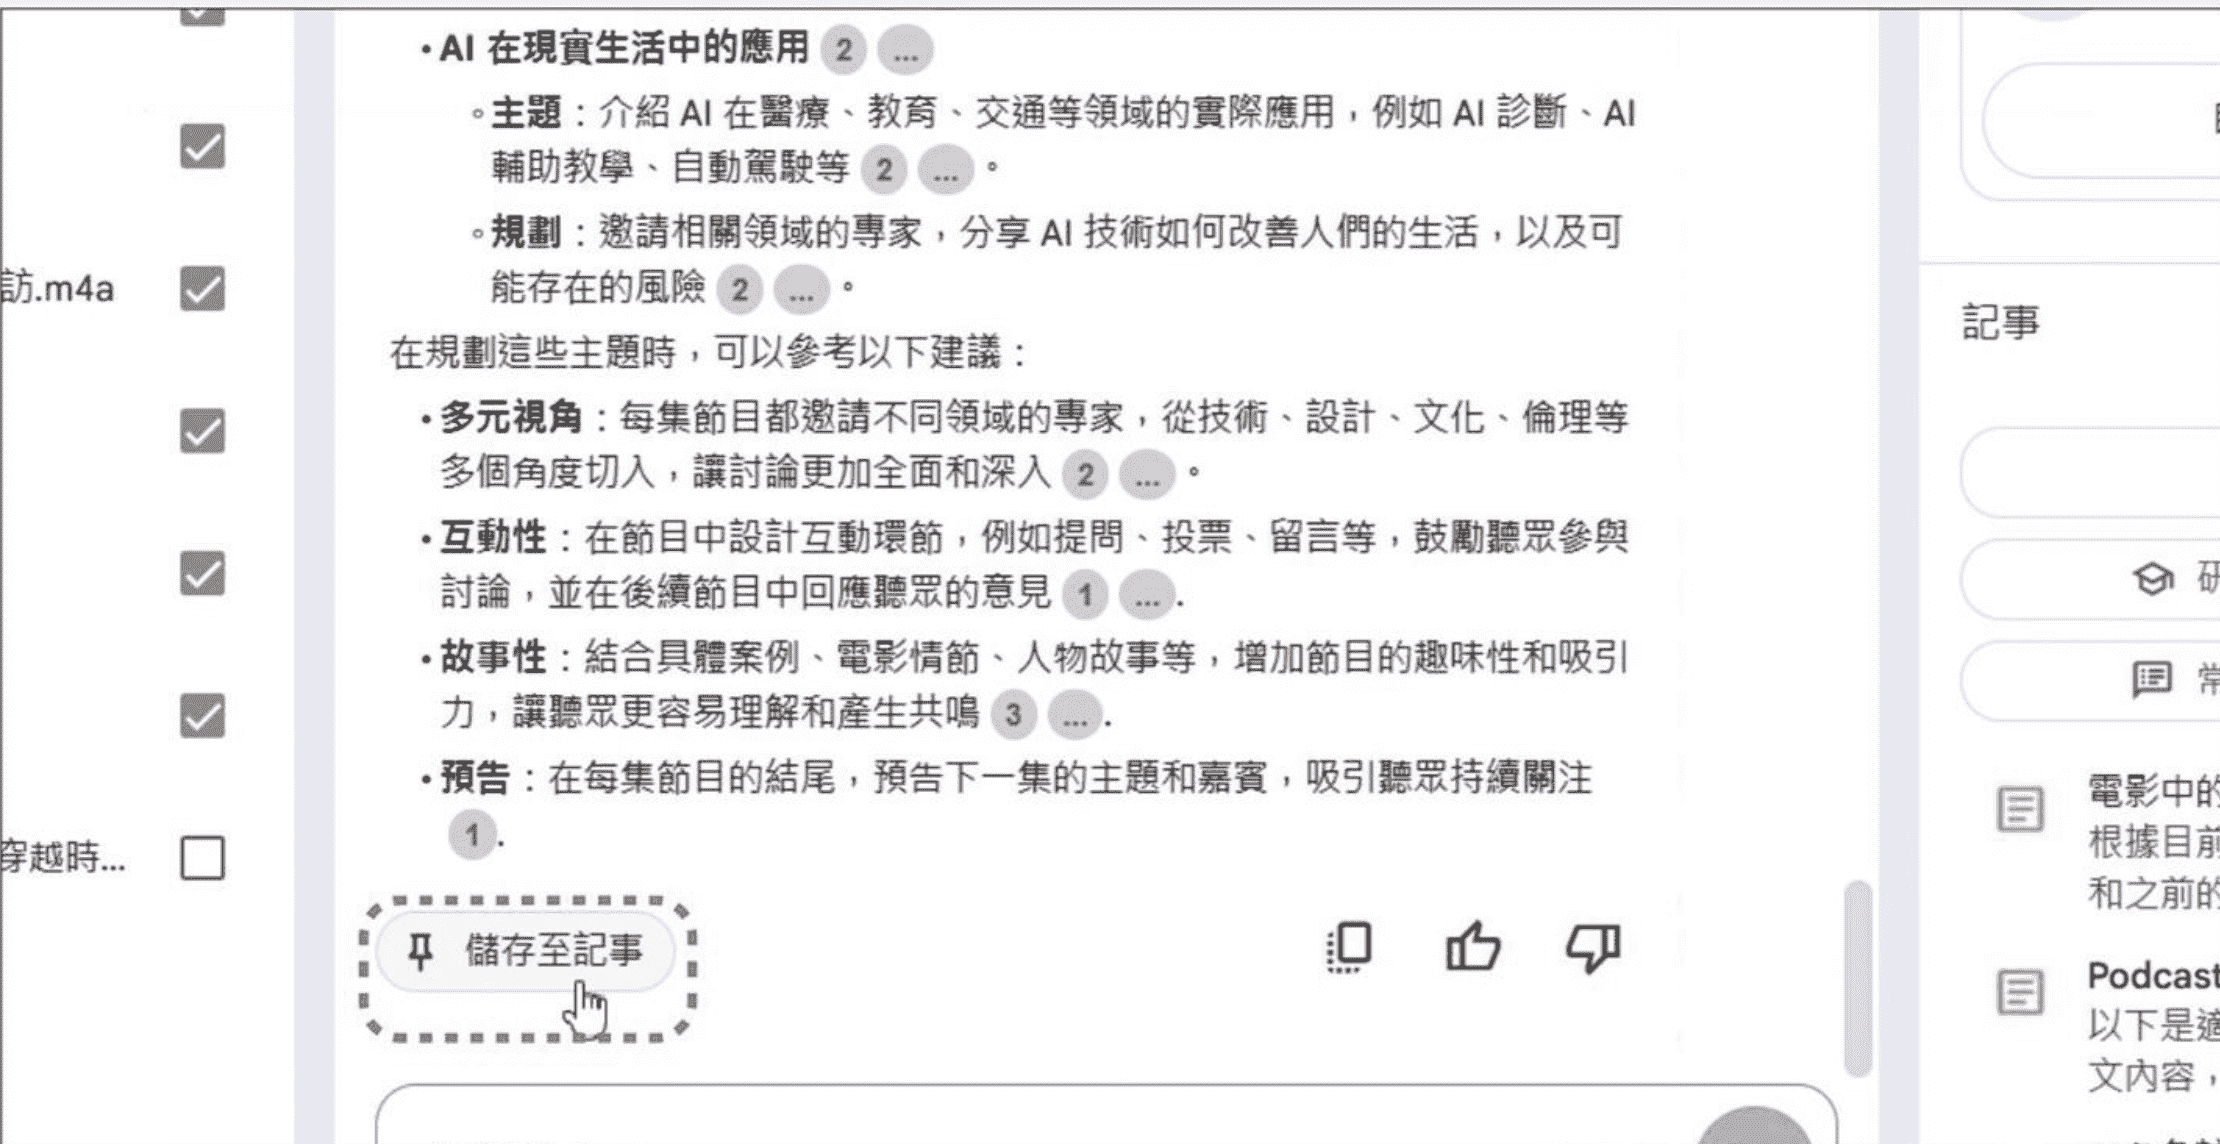 • AI 在現實生活中的應用 2 ...
◦ 主題：介紹 AI 在醫療、教育、交通等領域的實際應用，例如 AI 診斷、AI
輔助教學、自動駕駛等 2 ...。
◦ 規劃：邀請相關領域的專家，分享 AI 技術如何改善人們的生活，以及可
能存在的風險 2 ...。
在規劃這些主題時，可以參考以下建議：
• 多元視角：每集節目都邀請不同領域的專家，從技術、設計、文化、倫理等
多個角度切入，讓討論更加全面和深入 2 ...。
• 互動性：在節目中設計互動環節，例如提問、投票、留言等，鼓勵聽眾參與
討論，並在後續節目中回應聽眾的意見 1 ....
• 故事性：結合具體案例、電影情節、人物故事等，增加節目的趣味性和吸引
力，讓聽眾更容易理解和產生共鳴 3 ....
• 預告：在每集節目的結尾，預告下一集的主題和嘉賓，吸引聽眾持續關注
1.
儲存至記事
訪.m4a
穿越時...
記事
研
常
電影中的
根據目前
和之前的
Podcast
以下是適
文內容，